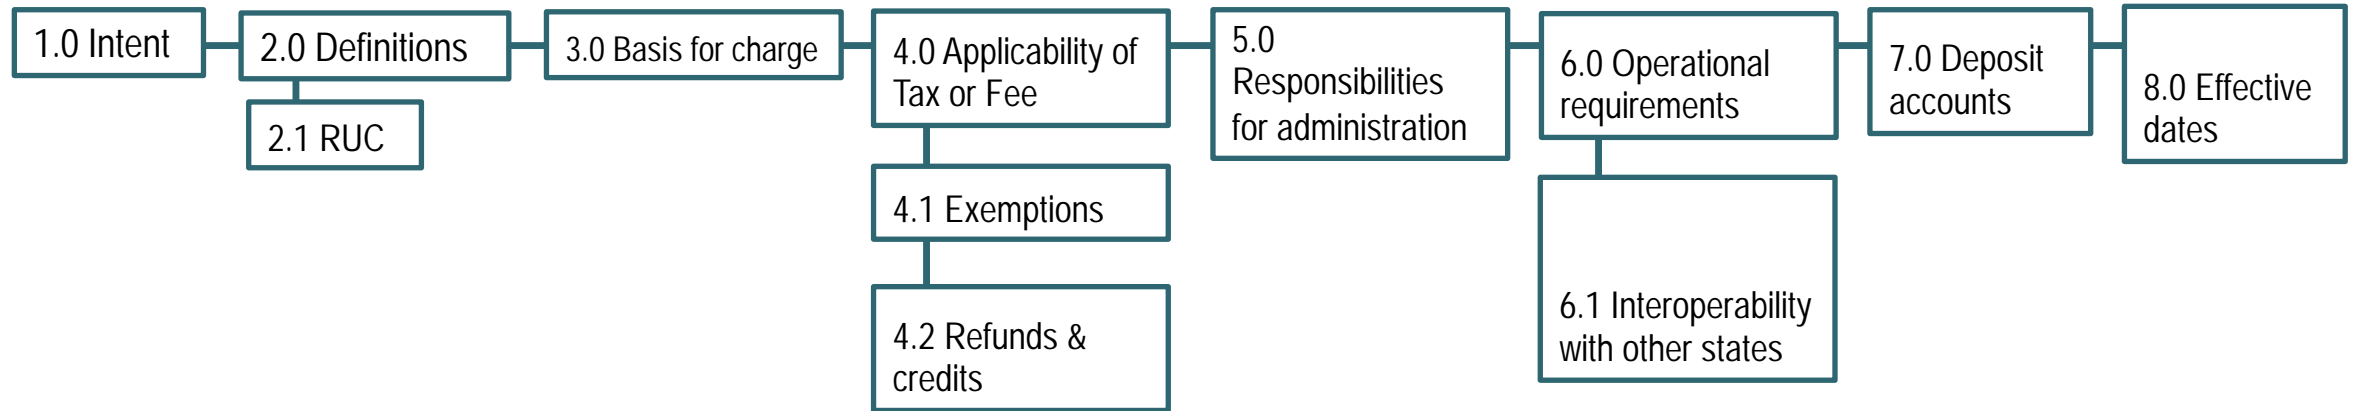 1.0 Intent
2.0 Definitions
2.1 RUC
3.0 Basis for charge
4.0 Applicability of
Tax or Fee
4.1 Exemptions
4.2 Refunds &
credits
5.0
Responsibilities
for administration
6.0 Operational
requirements
6.1 Interoperability
with other states
7.0 Deposit
accounts
8.0 Effective
dates